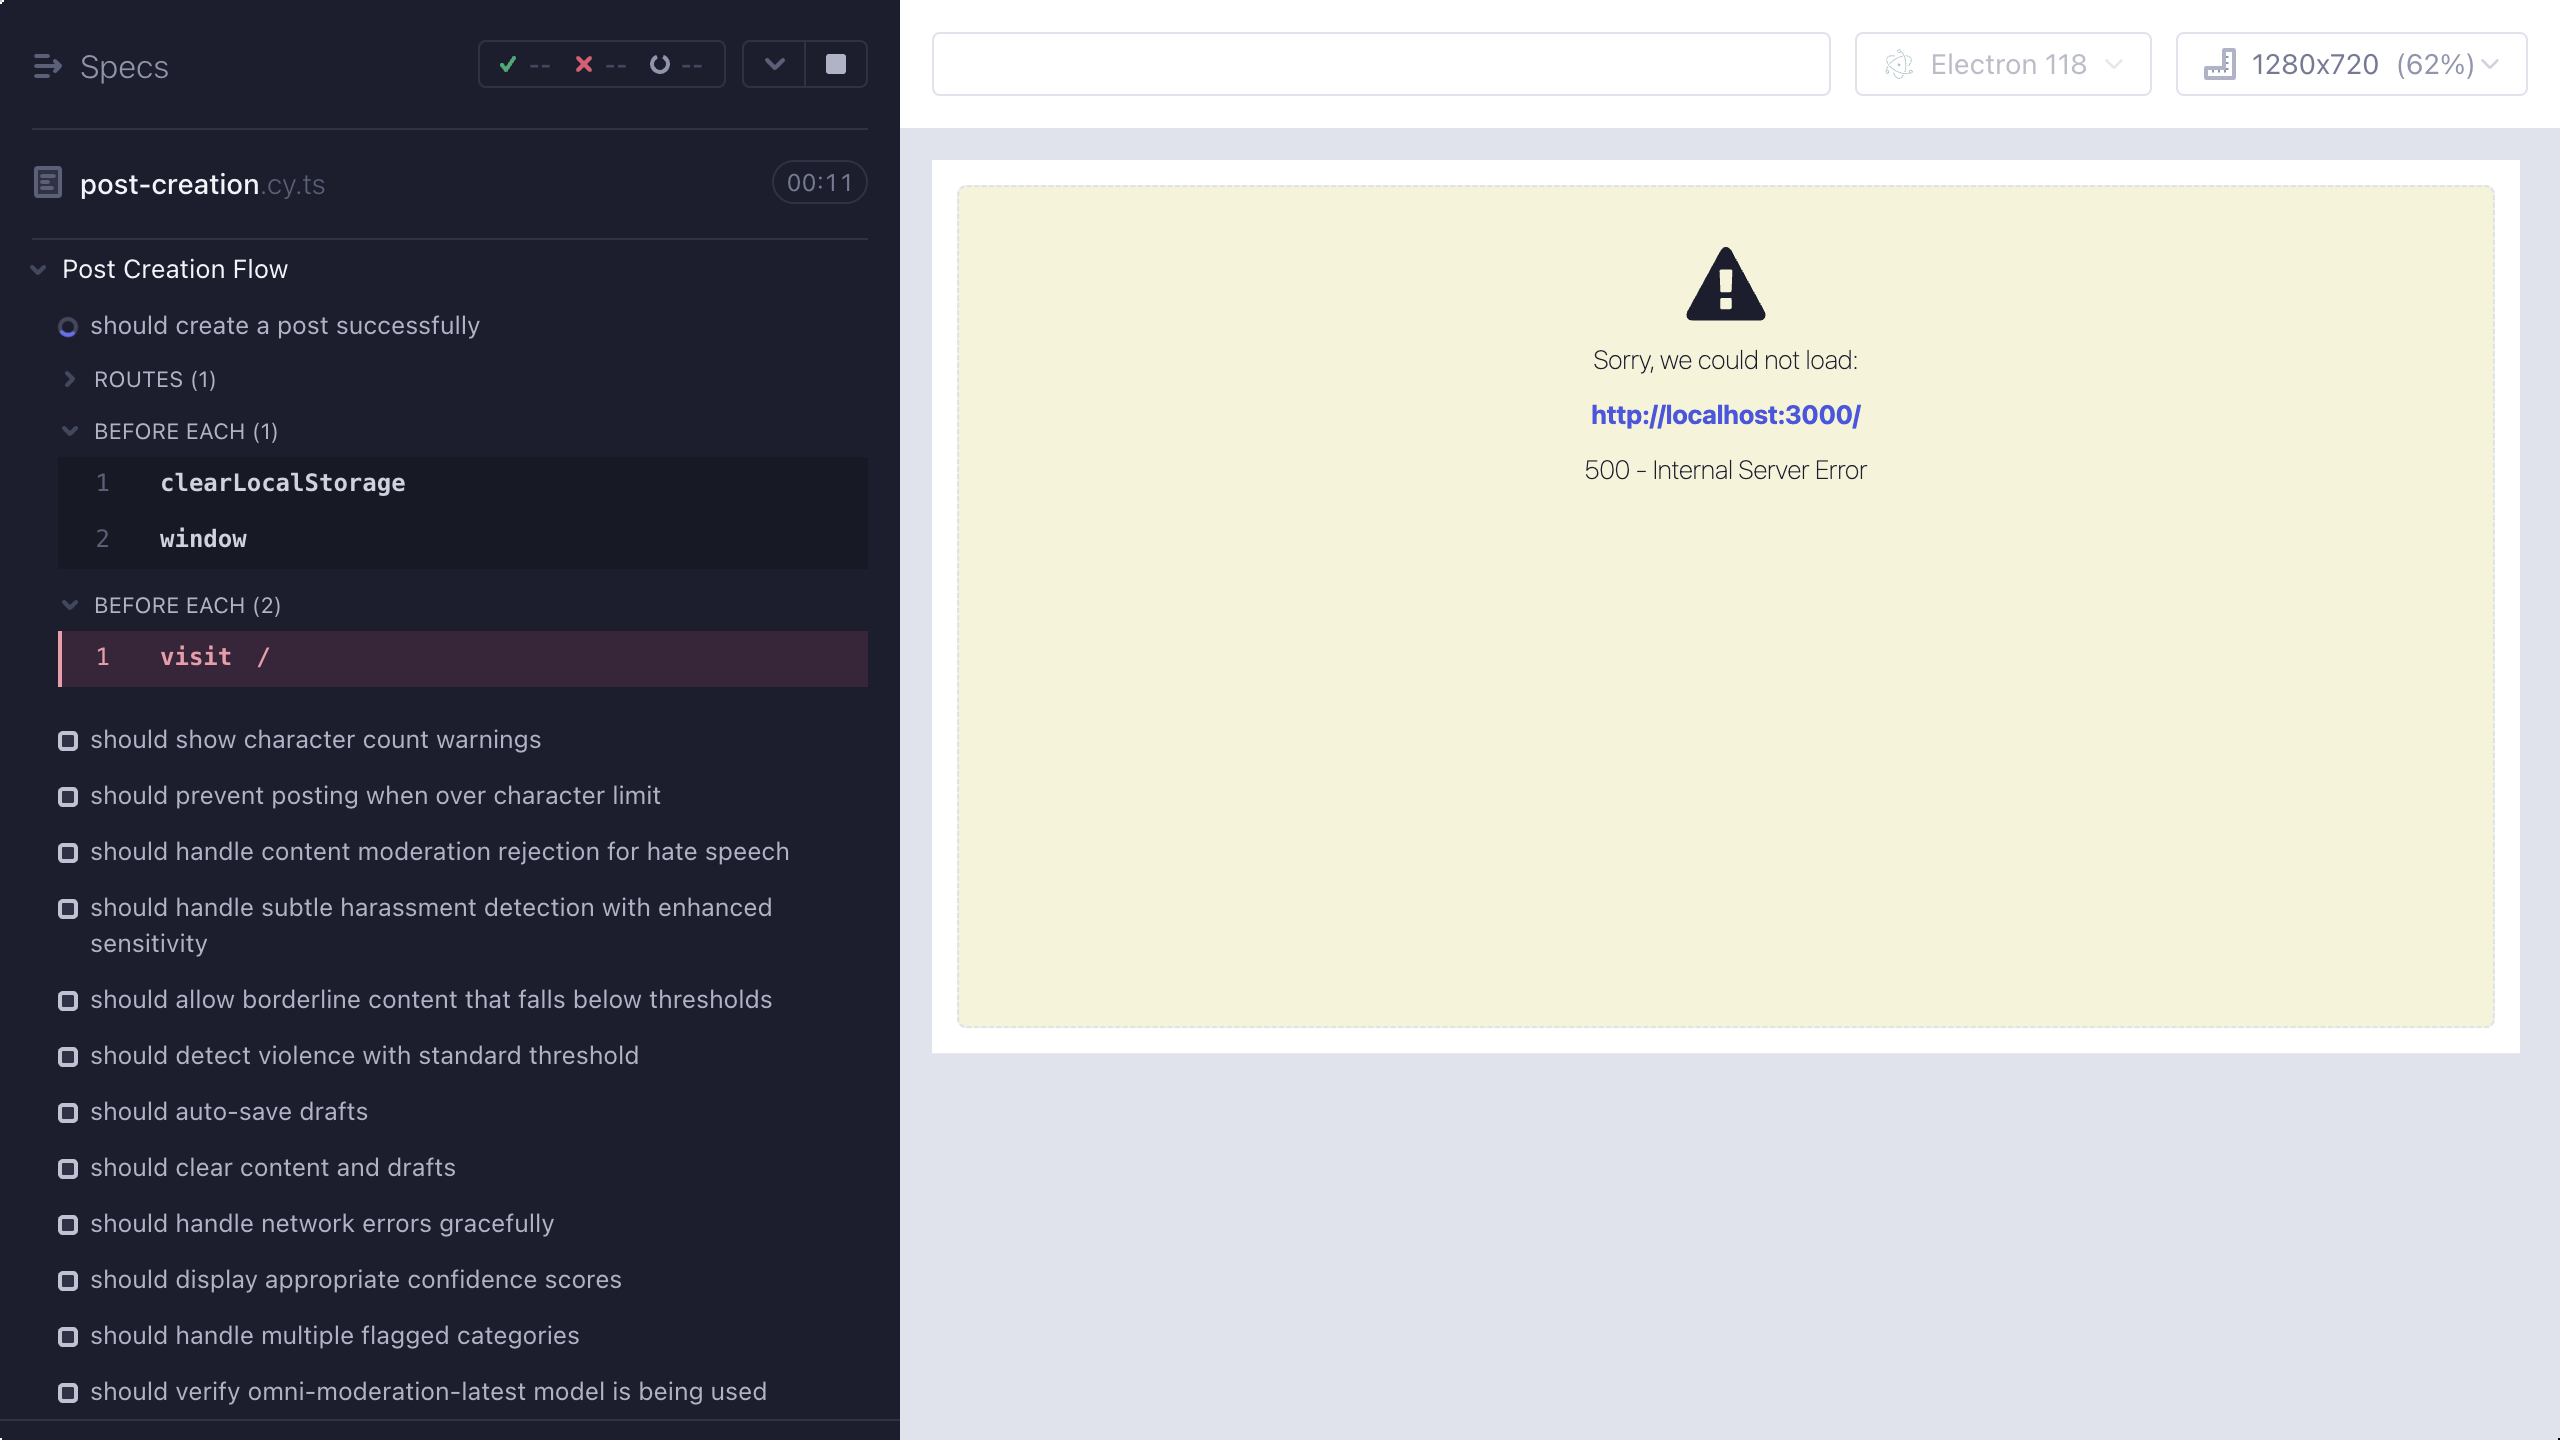 Specs
-- -- --
post-creation.cy.ts
00:11
Post Creation Flow
should create a post successfully
ROUTES (1)
BEFORE EACH (1)
1 clearLocalStorage
2 window
BEFORE EACH (2)
1 visit /
should show character count warnings
should prevent posting when over character limit
should handle content moderation rejection for hate speech
should handle subtle harassment detection with enhanced
sensitivity
should allow borderline content that falls below thresholds
should detect violence with standard threshold
should auto-save drafts
should clear content and drafts
should handle network errors gracefully
should display appropriate confidence scores
should handle multiple flagged categories
should verify omni-moderation-latest model is being used
Electron 118
1280x720 (62%)
Sorry, we could not load:
http://localhost:3000/
500 - Internal Server Error